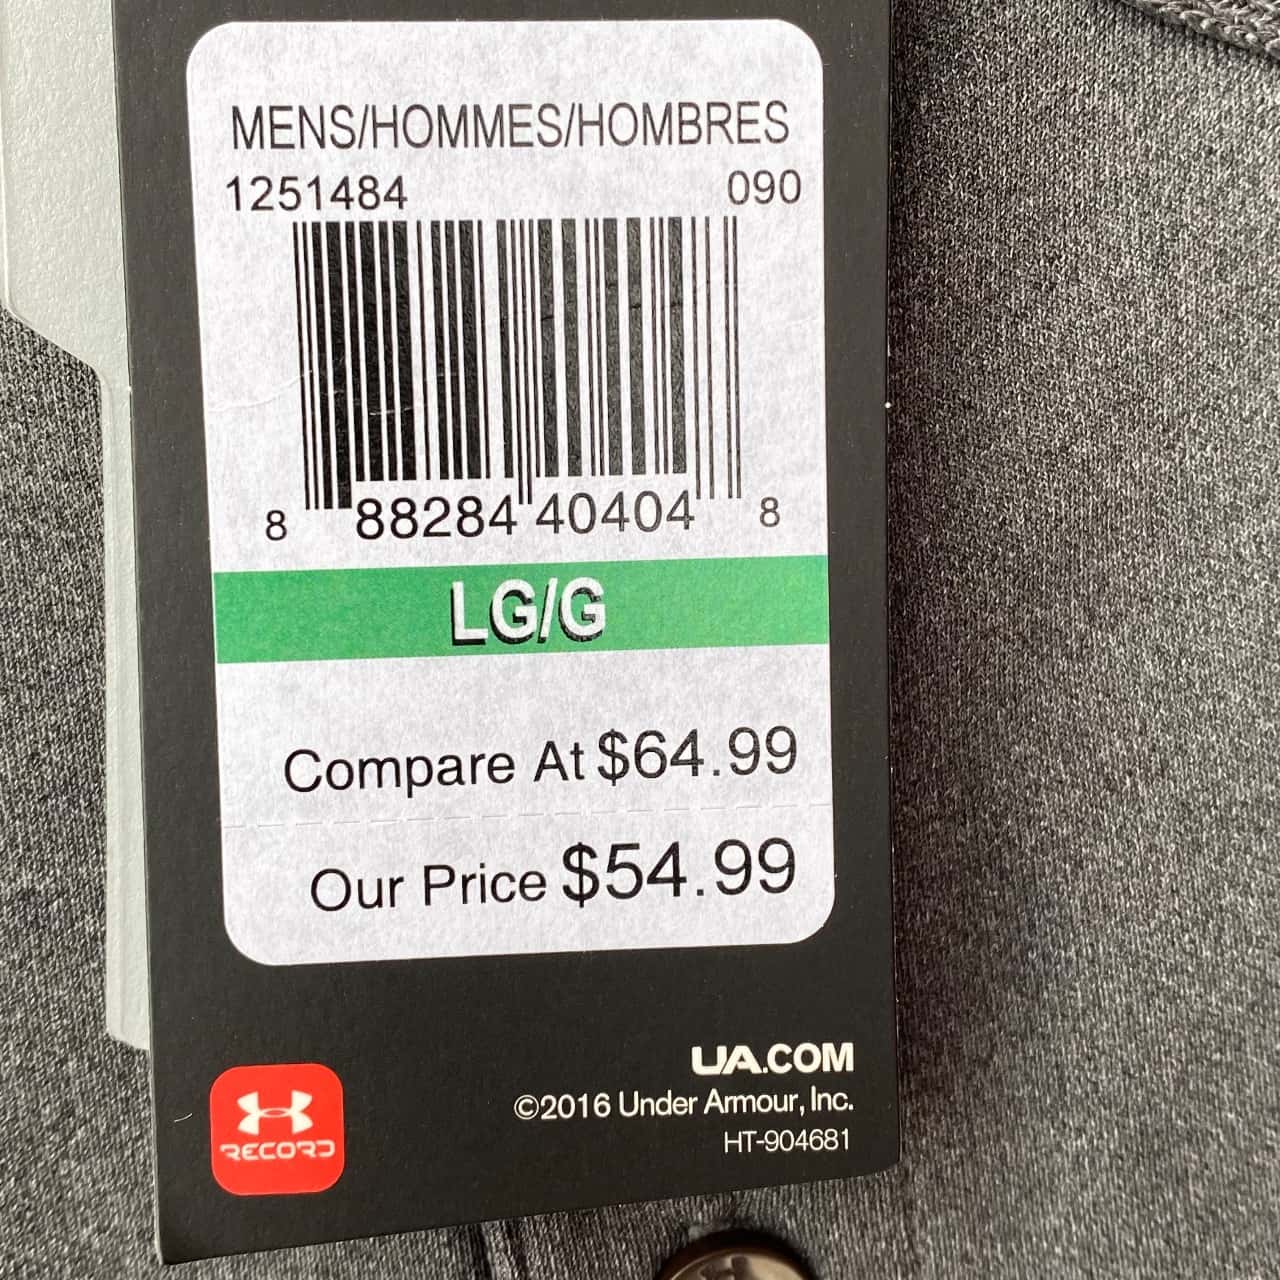 MENS/HOMMES/HOMBRES
1251484 090
8 88284 40404 8
LG/G
Compare At $64.99
Our Price $54.99
UA.COM
©2016 Under Armour, Inc.
HT-904681
RECORD